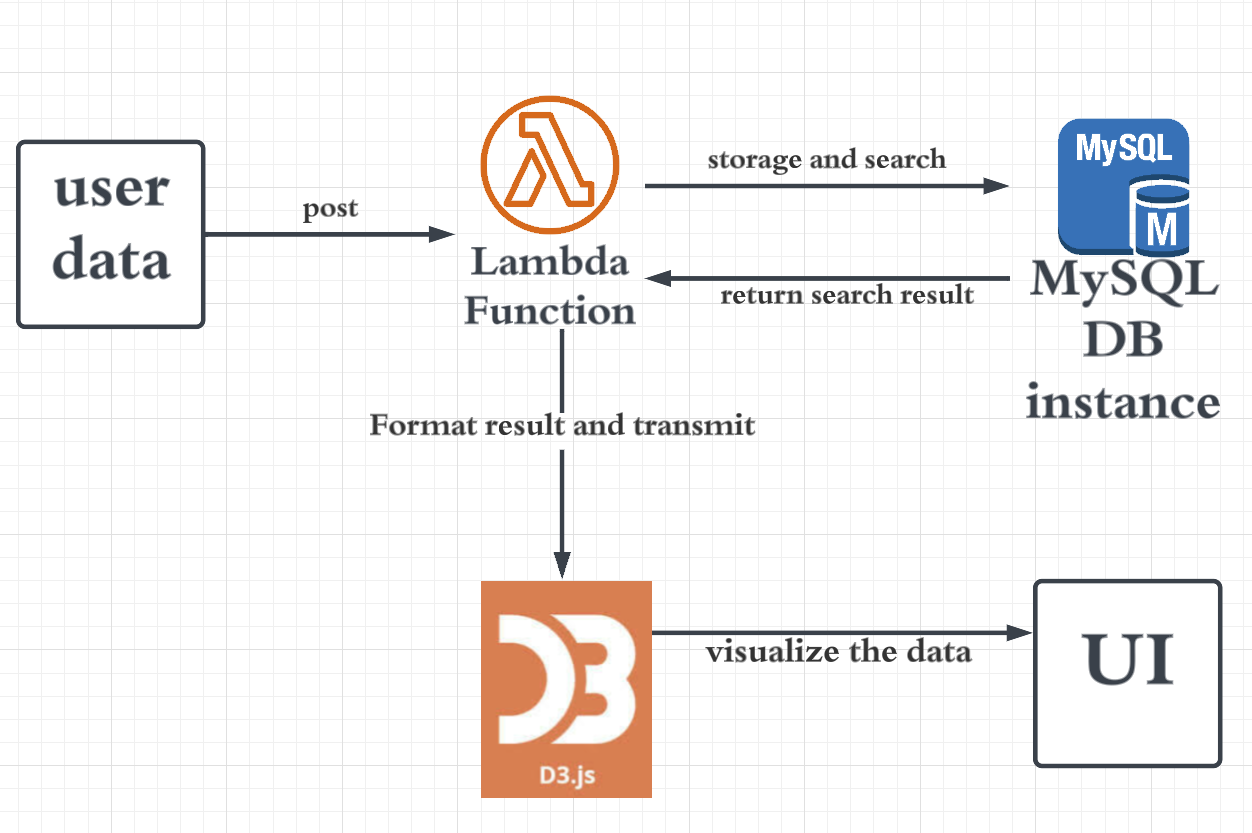 user
data
post
Lambda
Function
storage and search
return search result
MySQL
M
MySQL
DB
instance
Format result and transmit
D3
D3.js
visualize the data
UI